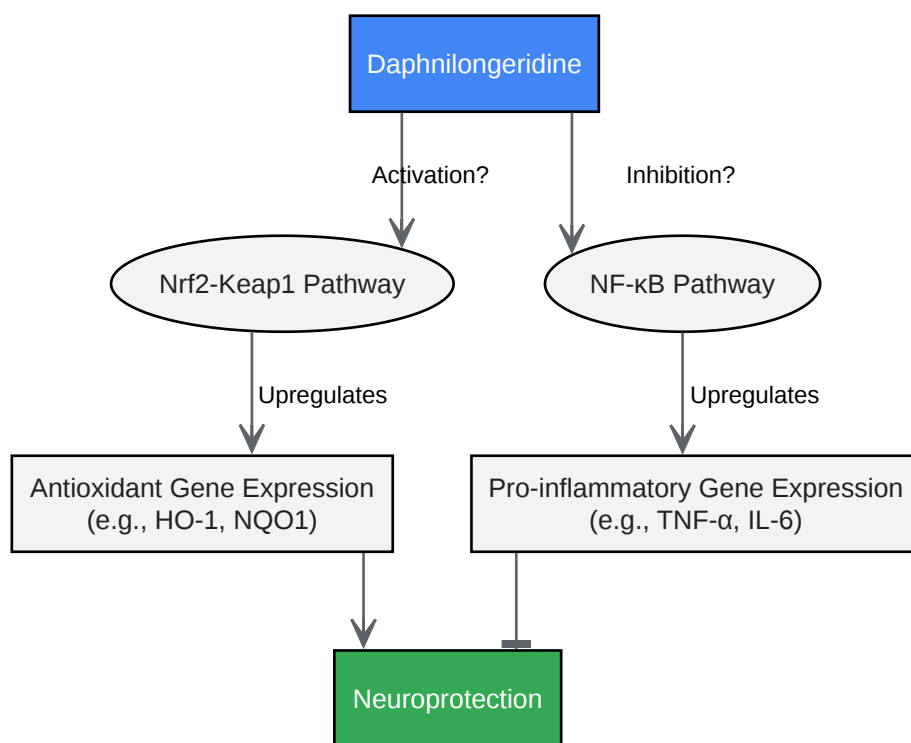 Daphnilongeridine
Activation?
Inhibition?
Nrf2-Keap1 Pathway
NF-κB Pathway
Upregulates
Upregulates
Antioxidant Gene Expression
(e.g., HO-1, NQO1)
Pro-inflammatory Gene Expression
(e.g., TNF-α, IL-6)
Neuroprotection